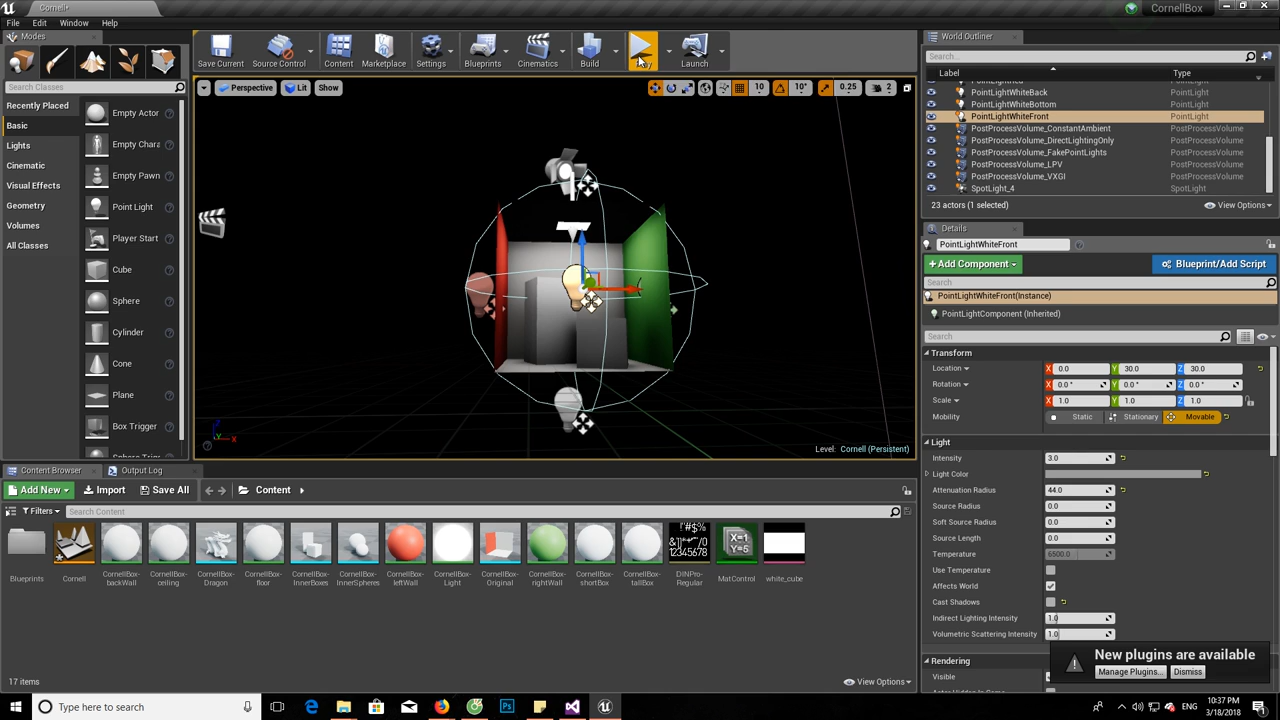 Cornell*
CornellBox
File Edit Window Help
Modes
Search Classes
Recently Placed
Basic
Lights
Cinematic
Visual Effects
Geometry
Volumes
All Classes
Empty Actor
Empty Chara
Empty Pawn
Point Light
Player Start
Cube
Sphere
Cylinder
Cone
Plane
Box Trigger
Save Current Source Control Content Marketplace Settings Blueprints Cinematics Build Launch
Perspective Lit Show
10 10° 0.25 2
Level: Cornell (Persistent)
World Outliner
Search...
Label Type
PointLightWhiteBack PointLight
PointLightWhiteBottom PointLight
PointLightWhiteFront PointLight
PostProcessVolume_ConstantAmbient PostProcessVolume
PostProcessVolume_DirectLightingOnly PostProcessVolume
PostProcessVolume_FakePointLights PostProcessVolume
PostProcessVolume_LPV PostProcessVolume
PostProcessVolume_VXGI PostProcessVolume
SpotLight_4 SpotLight
23 actors (1 selected) View Options
Details
PointLightWhiteFront
+Add Component Blueprint/Add Script
Search
PointLightWhiteFront(Instance)
PointLightComponent (Inherited)
Search
Transform
Location X 0.0 Y 30.0 Z 30.0
Rotation X 0.0 ° Y 0.0 ° Z 0.0 °
Scale X 1.0 Y 1.0 Z 1.0
Mobility Static Stationary Movable
Light
Intensity 3.0
Light Color
Attenuation Radius 44.0
Source Radius 0.0
Soft Source Radius 0.0
Source Length 0.0
Temperature 6500.0
Use Temperature
Affects World
Cast Shadows
Indirect Lighting Intensity 1.0
Volumetric Scattering Intensity 1.0
Rendering
Visible
New plugins are available
Manage Plugins... Dismiss
Content Browser Output Log
Add New Import Save All Content
Filters Search Content
Blueprints
Cornell
CornellBox-backWall
CornellBox-ceiling
CornellBox-Dragon
CornellBox-floor
CornellBox-InnerBoxes
CornellBox-InnerSpheres
CornellBox-leftWall
CornellBox-Light
CornellBox-Original
CornellBox-rightWall
CornellBox-shortBox
CornellBox-tallBox
DINPro-Regular
MatControl
white_cube
17 items View Options
Type here to search
ENG
10:37 PM
3/18/2018